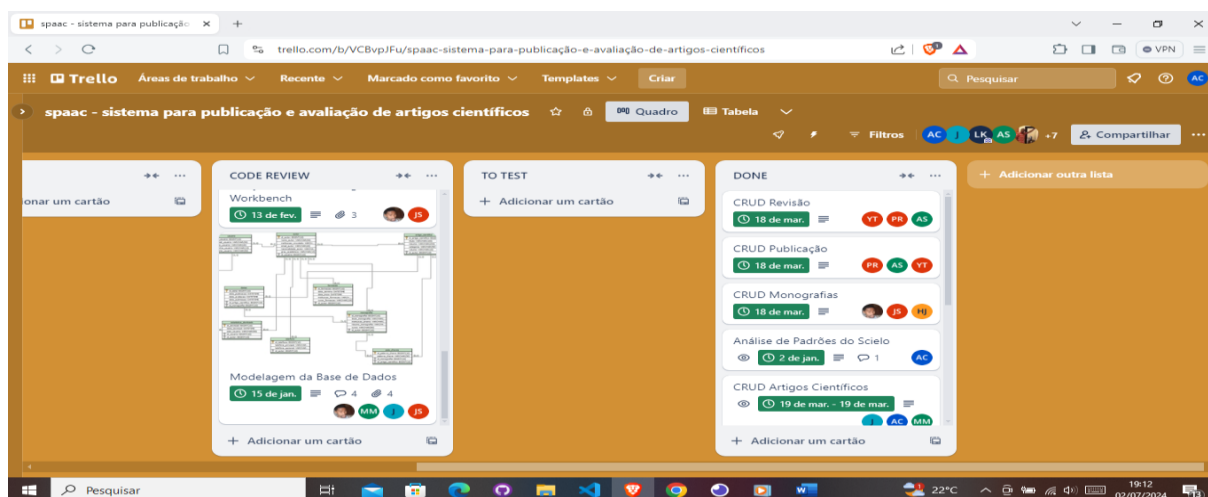 spaac - sistema para publicação
trello.com/b/VCBvpJFu/spaac-sistema-para-publicação-e-avaliação-de-artigos-científicos
VPN
Trello Áreas de trabalho Recente Marcado como favorito Templates Criar Pesquisar AC
spaac - sistema para publicação e avaliação de artigos científicos Quadro Tabela
Filtros AC J LK AS +7 Compartilhar
ionar um cartão
CODE REVIEW
Workbench
13 de fev. 3 JS
Modelagem da Base de Dados
15 de jan. 4 4
MM J JS
+ Adicionar um cartão
TO TEST
+ Adicionar um cartão
DONE
CRUD Revisão
18 de mar. YT PR AS
CRUD Publicação
18 de mar. PR AS YT
CRUD Monografias
18 de mar. JS HJ
Análise de Padrões do Scielo
2 de jan. 1 AC
CRUD Artigos Científicos
19 de mar. - 19 de mar.
J AC MM
+ Adicionar um cartão
+ Adicionar outra lista
Pesquisar 22°C 19:12
02/07/2024